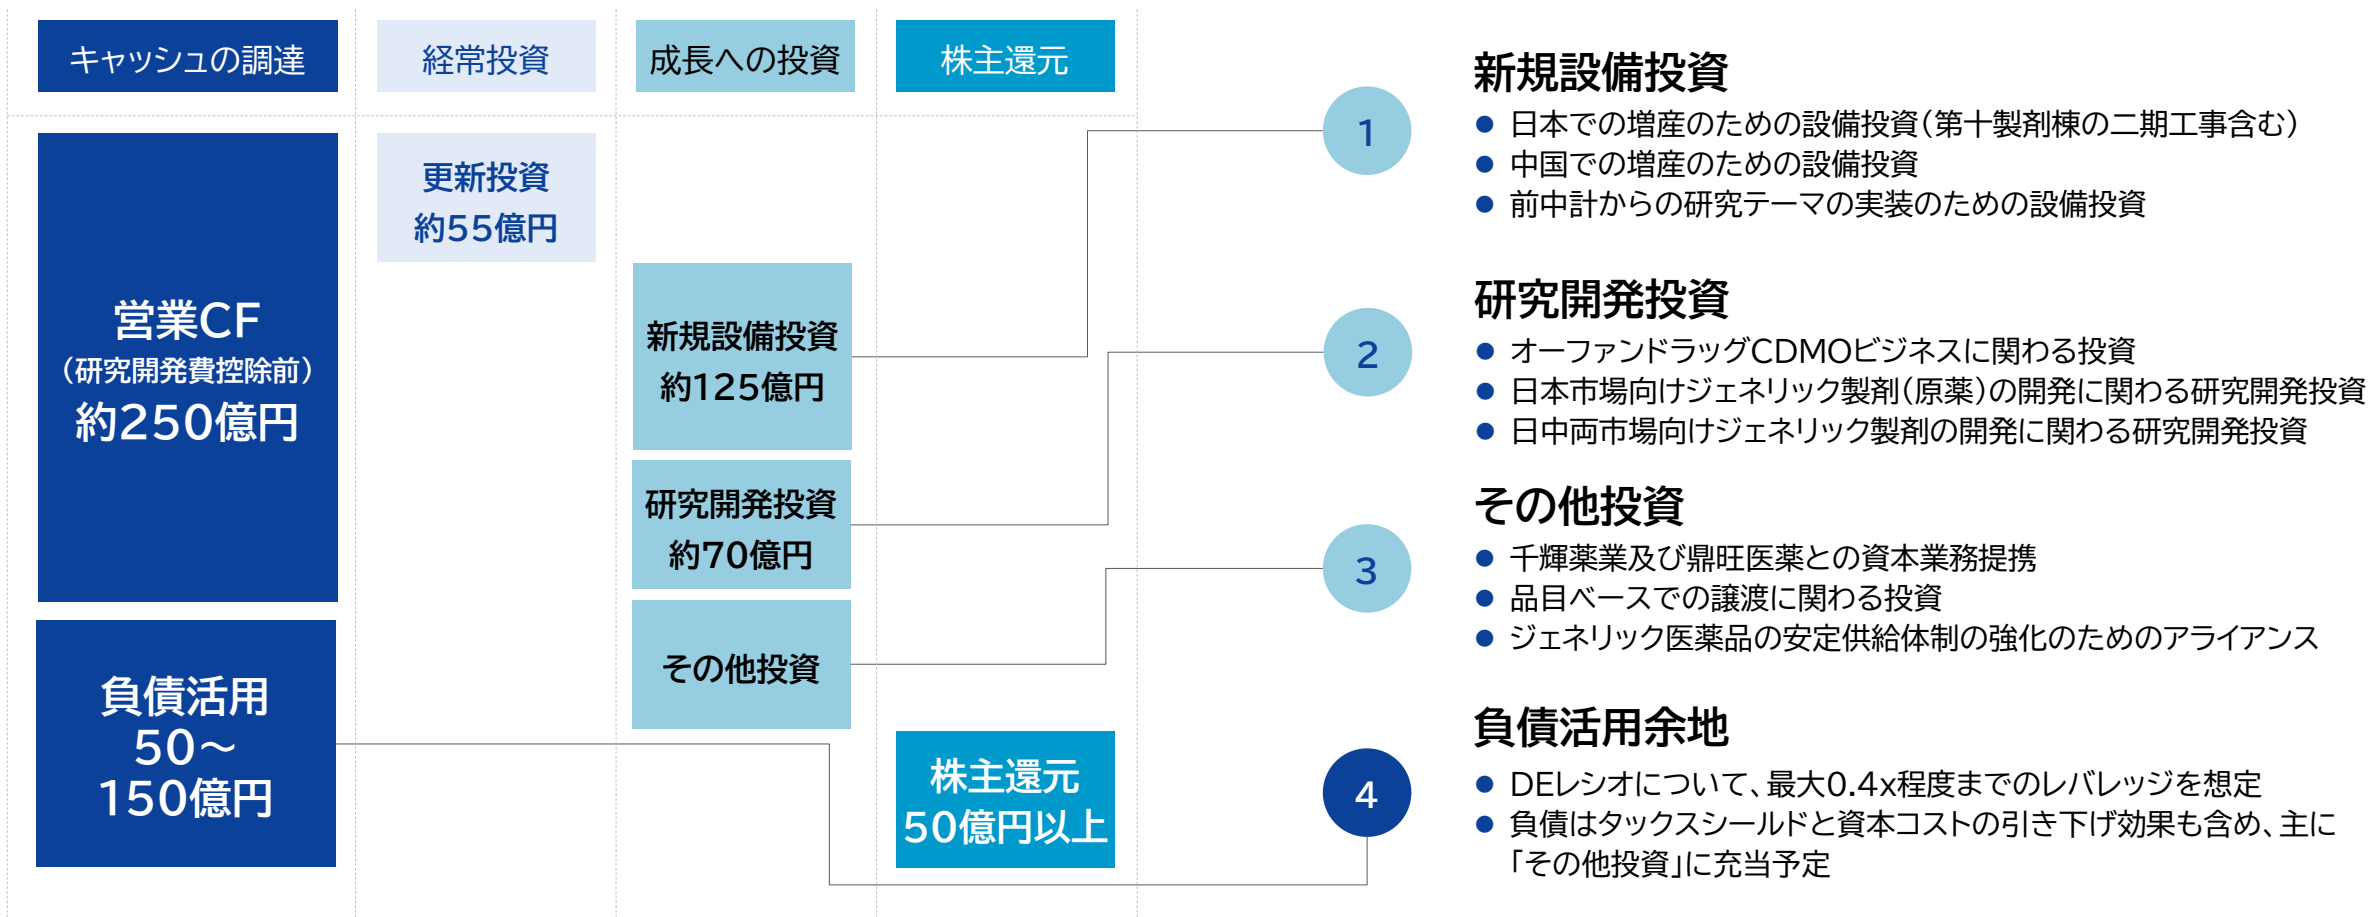 キャッシュの調達
経常投資
成長への投資
株主還元
営業CF
（研究開発費控除前）
約250億円
負債活用
50～
150億円
更新投資
約55億円
新規設備投資
約125億円
研究開発投資
約70億円
その他投資
株主還元
50億円以上
1
新規設備投資
● 日本での増産のための設備投資（第十製剤棟の二期工事含む）
● 中国での増産のための設備投資
● 前中計からの研究テーマの実装のための設備投資
2
研究開発投資
● オーファンドラッグCDMOビジネスに関わる投資
● 日本市場向けジェネリック製剤（原薬）の開発に関わる研究開発投資
● 日中両市場向けジェネリック製剤の開発に関わる研究開発投資
3
その他投資
● 千輝薬業及び鼎旺医薬との資本業務提携
● 品目ベースでの譲渡に関わる投資
● ジェネリック医薬品の安定供給体制の強化のためのアライアンス
4
負債活用余地
● DEレシオについて、最大0.4x程度までのレバレッジを想定
● 負債はタックスシールドと資本コストの引き下げ効果も含め、主に
「その他投資」に充当予定